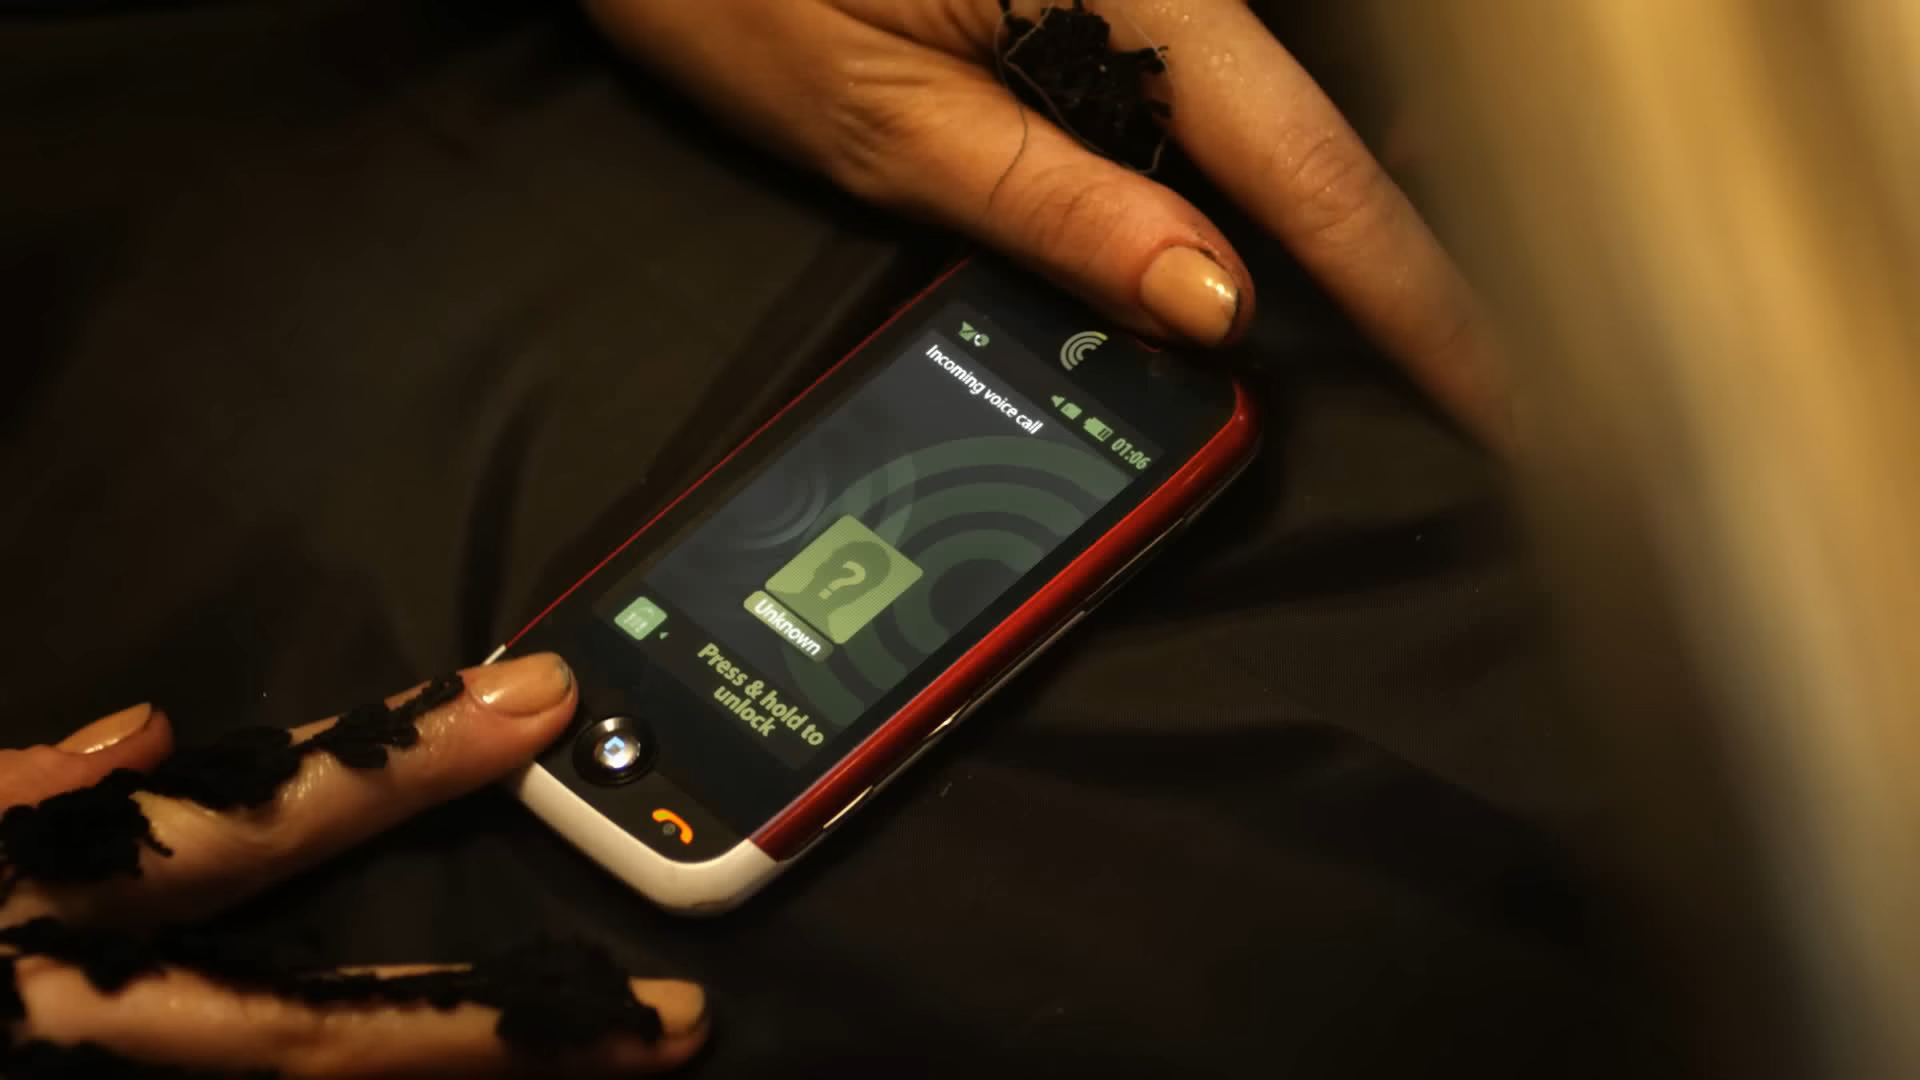 01:06
Incoming voice call
?
Unknown
Press & hold to
unlock